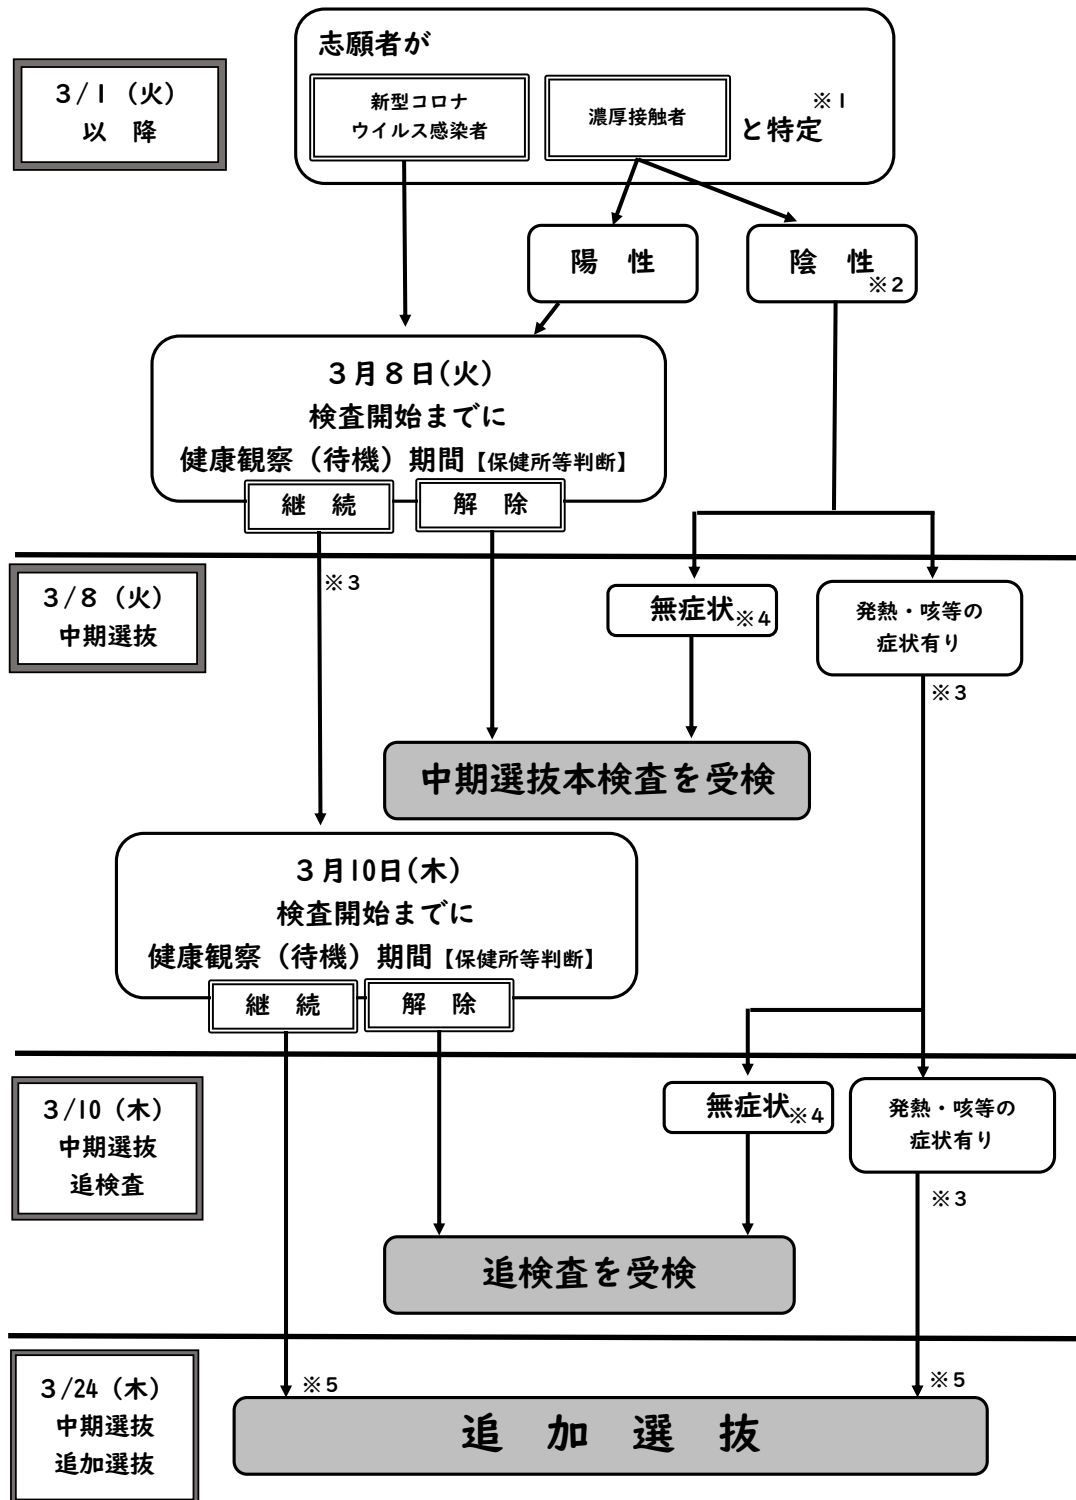 志願者が
3/1（火）
以　降
新型コロナ
ウイルス感染者
濃厚接触者
※1
と特定
陽　性
陰　性
※2
3月8日(火)
検査開始までに
健康観察（待機）期間【保健所等判断】
継　続
解　除
※3
3/8（火）
中期選抜
無症状※4
発熱・咳等の
症状有り
※3
中期選抜本検査を受検
3月10日(木)
検査開始までに
健康観察（待機）期間【保健所等判断】
継　続
解　除
3/10（木）
中期選抜
追検査
無症状※4
発熱・咳等の
症状有り
※3
追検査を受検
3/24（木）
中期選抜
追加選抜
※5
※5
追　加　選　抜